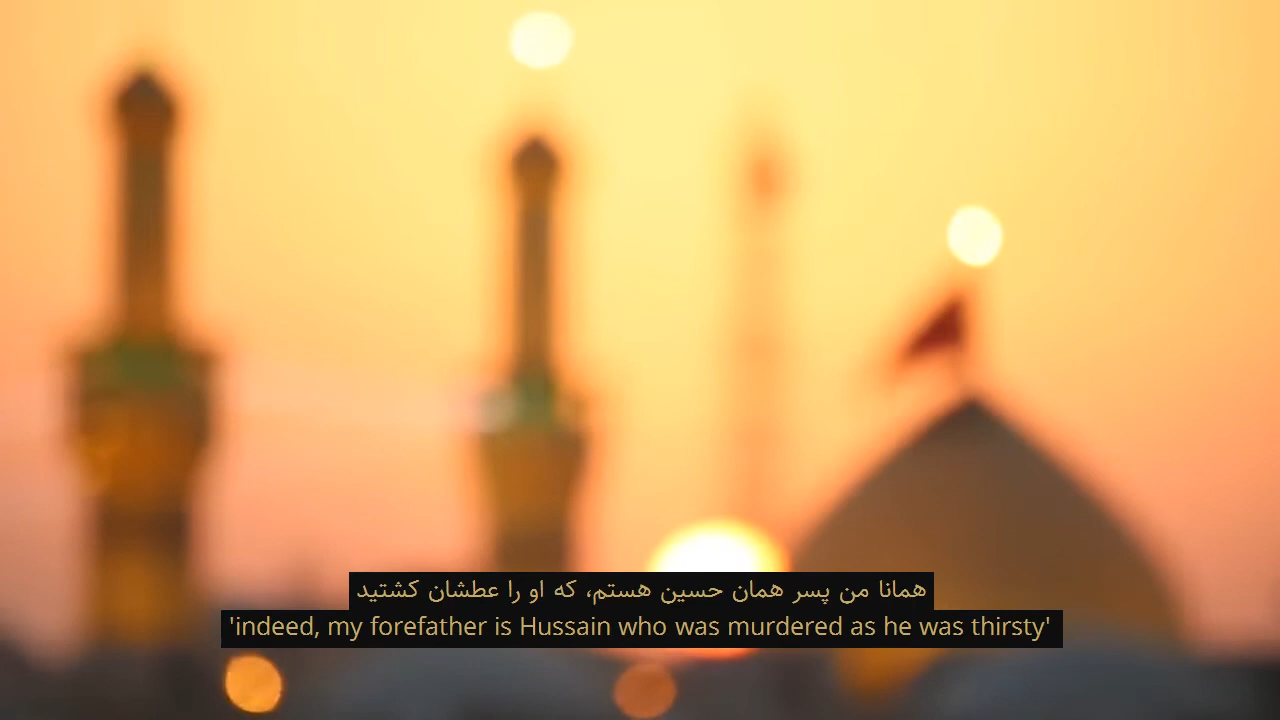 همانا من پسر همان حسین هستم، که او را عطشان کشتید
'indeed, my forefather is Hussain who was murdered as he was thirsty'